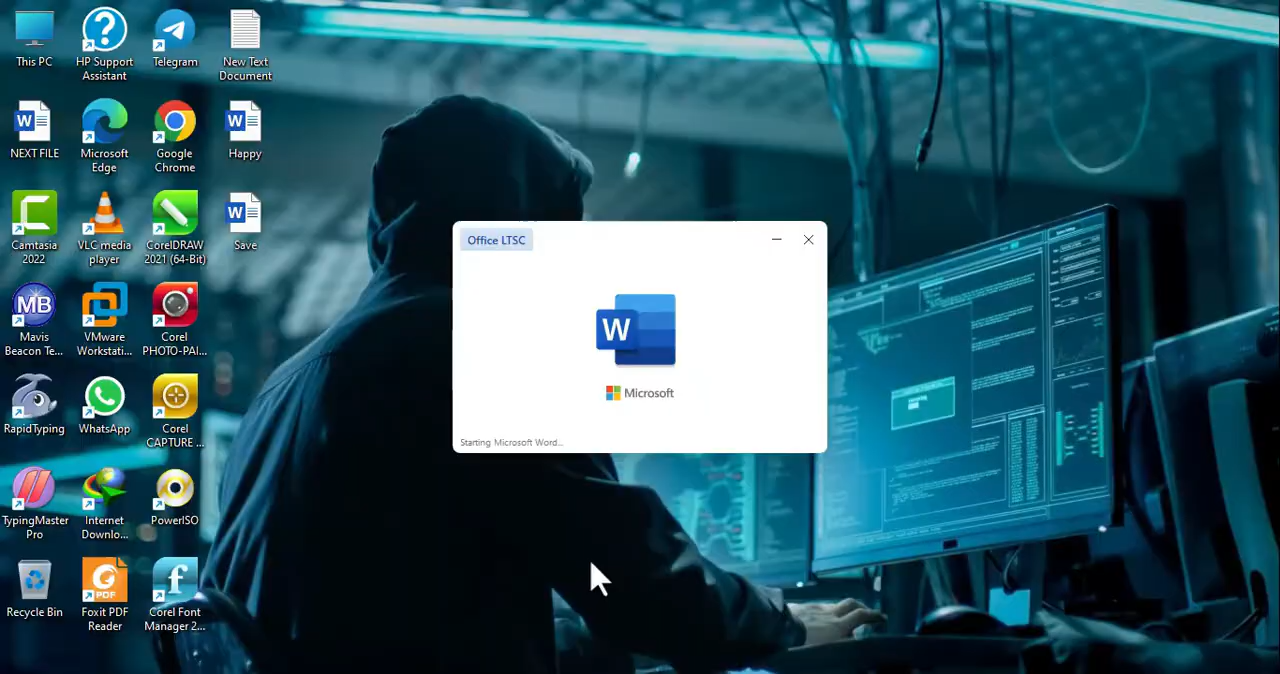 This PC
HP Support
Assistant
Telegram
New Text
Document
NEXT FILE
Microsoft
Edge
Google
Chrome
Happy
Camtasia
2022
VLC media
player
CorelDRAW
2021 (64-Bit)
Save
MB
Mavis
Beacon Te...
VMware
Workstati...
Corel
PHOTO-PAI...
RapidTyping
WhatsApp
Corel
CAPTURE ...
TypingMaster
Pro
Internet
Downlo...
PowerISO
Recycle Bin
PDF
Foxit PDF
Reader
f
Corel Font
Manager 2...
Office LTSC
W
Microsoft
Starting Microsoft Word...